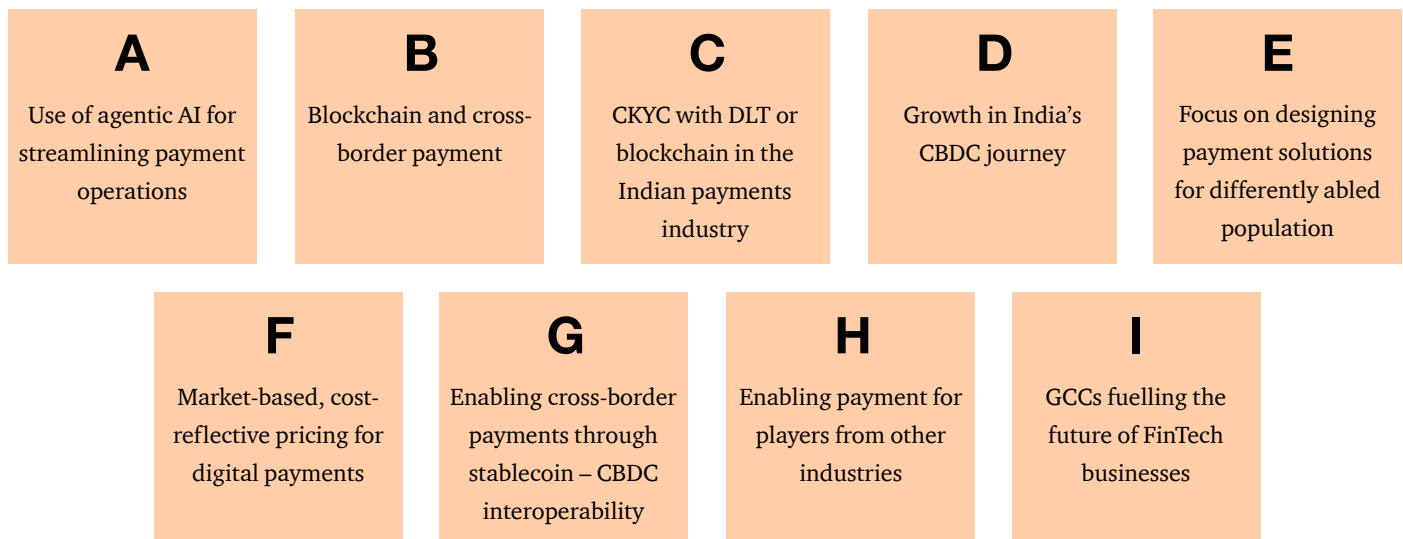 A
Use of agentic AI for
streamlining payment
operations
B
Blockchain and cross-
border payment
C
CKYC with DLT or
blockchain in the
Indian payments
industry
D
Growth in India’s
CBDC journey
E
Focus on designing
payment solutions
for differently abled
population
F
Market-based, cost-
reflective pricing for
digital payments
G
Enabling cross-border
payments through
stablecoin – CBDC
interoperability
H
Enabling payment for
players from other
industries
I
GCCs fuelling the
future of FinTech
businesses